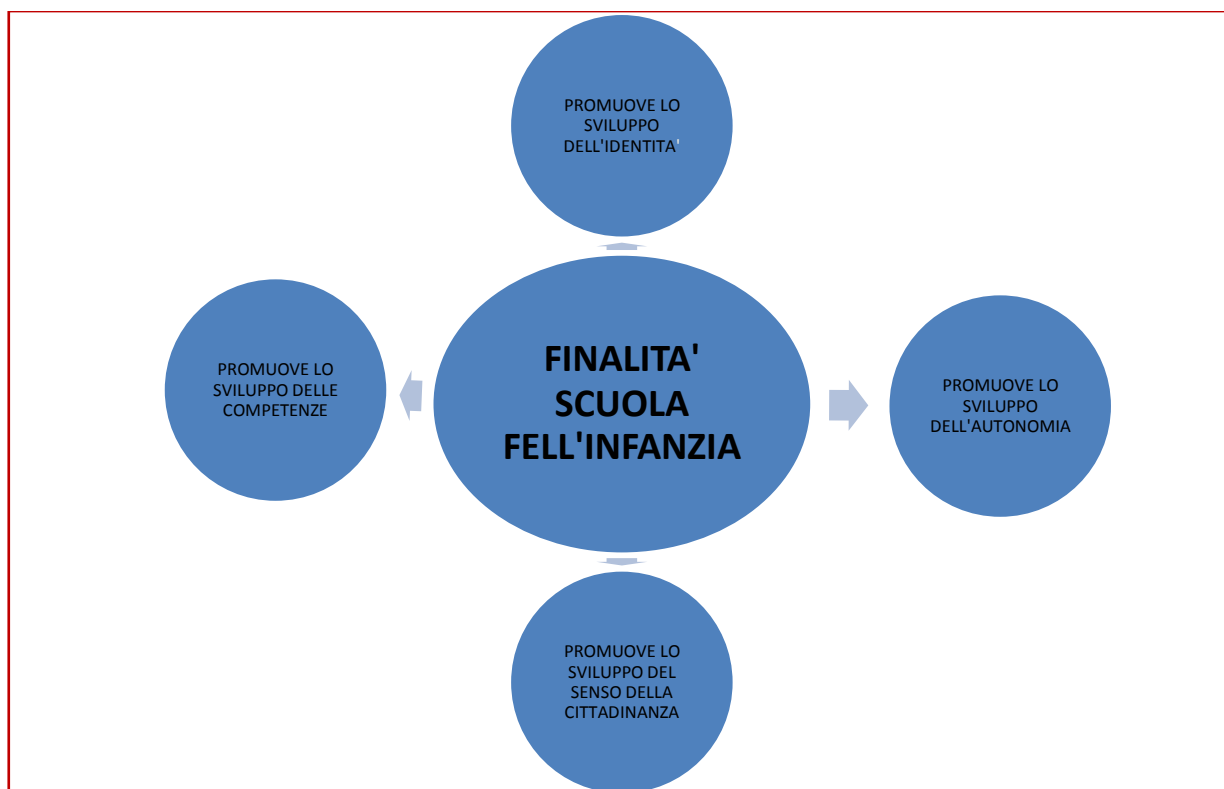 PROMUOVE LO
SVILUPPO
DELL'IDENTITA'
FINALITA'
SCUOLA
FELL'INFANZIA
PROMUOVE LO
SVILUPPO DELLE
COMPETENZE
PROMUOVE LO
SVILUPPO
DELL'AUTONOMIA
PROMUOVE LO
SVILUPPO DEL
SENSO DELLA
CITTADINANZA